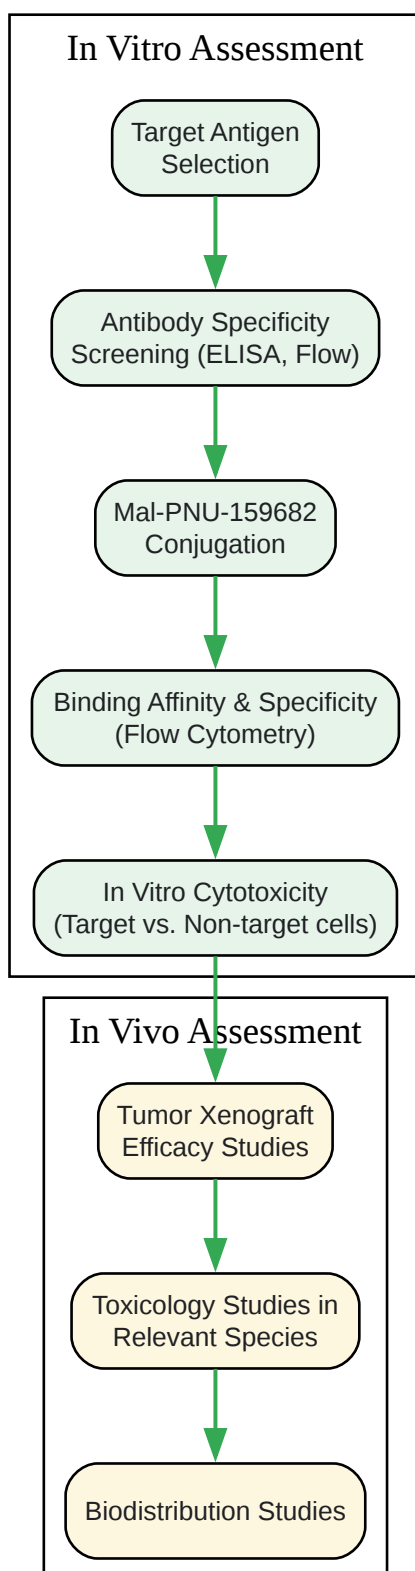 In Vitro Assessment
Target Antigen
Selection
Antibody Specificity
Screening (ELISA, Flow)
Mal-PNU-159682
Conjugation
Binding Affinity & Specificity
(Flow Cytometry)
In Vitro Cytotoxicity
(Target vs. Non-target cells)
In Vivo Assessment
Tumor Xenograft
Efficacy Studies
Toxicology Studies in
Relevant Species
Biodistribution Studies